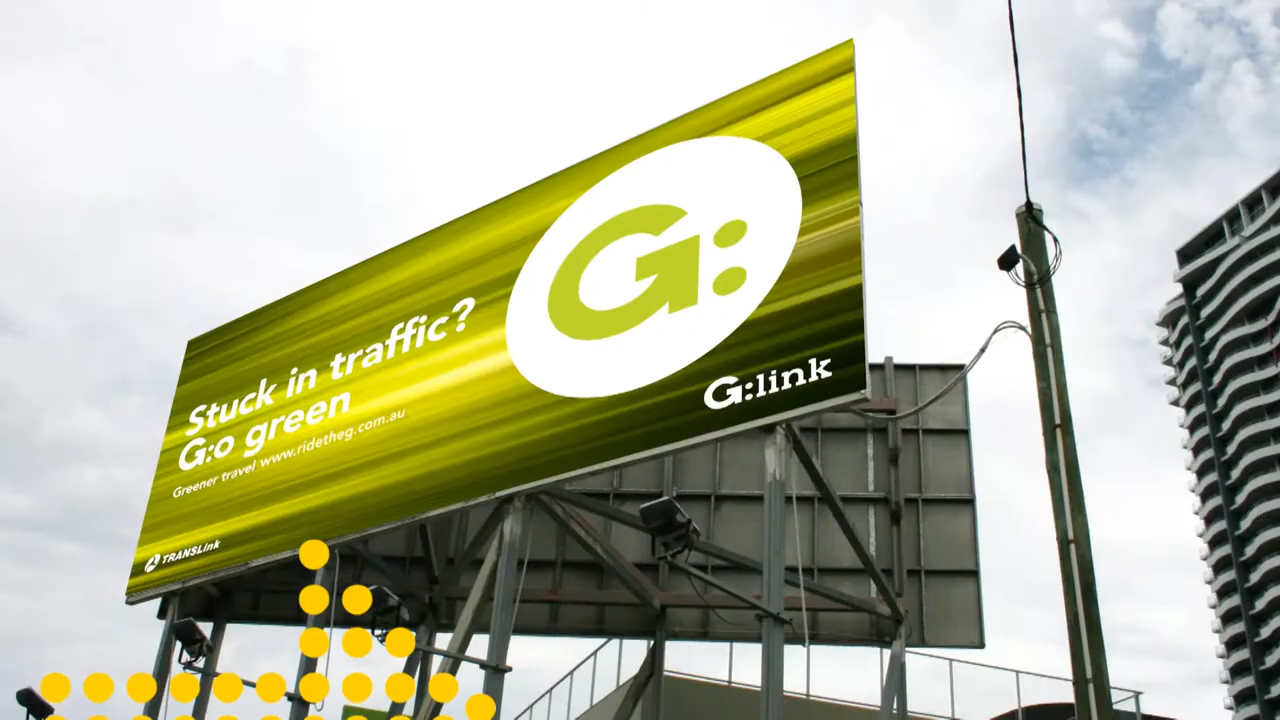 Stuck in traffic?
G:o green
Greener travel www.ridetheg.com.au
G:
G:link
TRANSLink